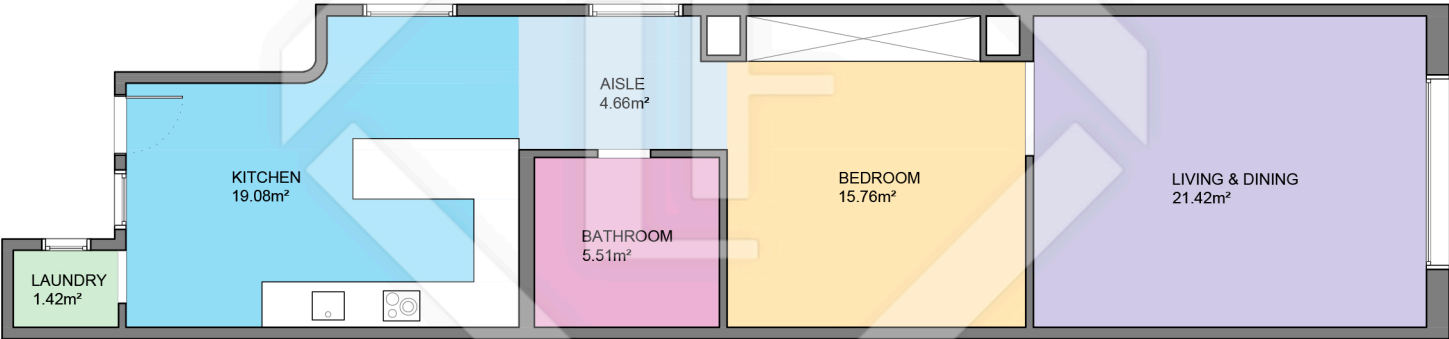 AISLE
4.66m²
KITCHEN
19.08m²
BEDROOM
15.76m²
LIVING & DINING
21.42m²
BATHROOM
5.51m²
LAUNDRY
1.42m²